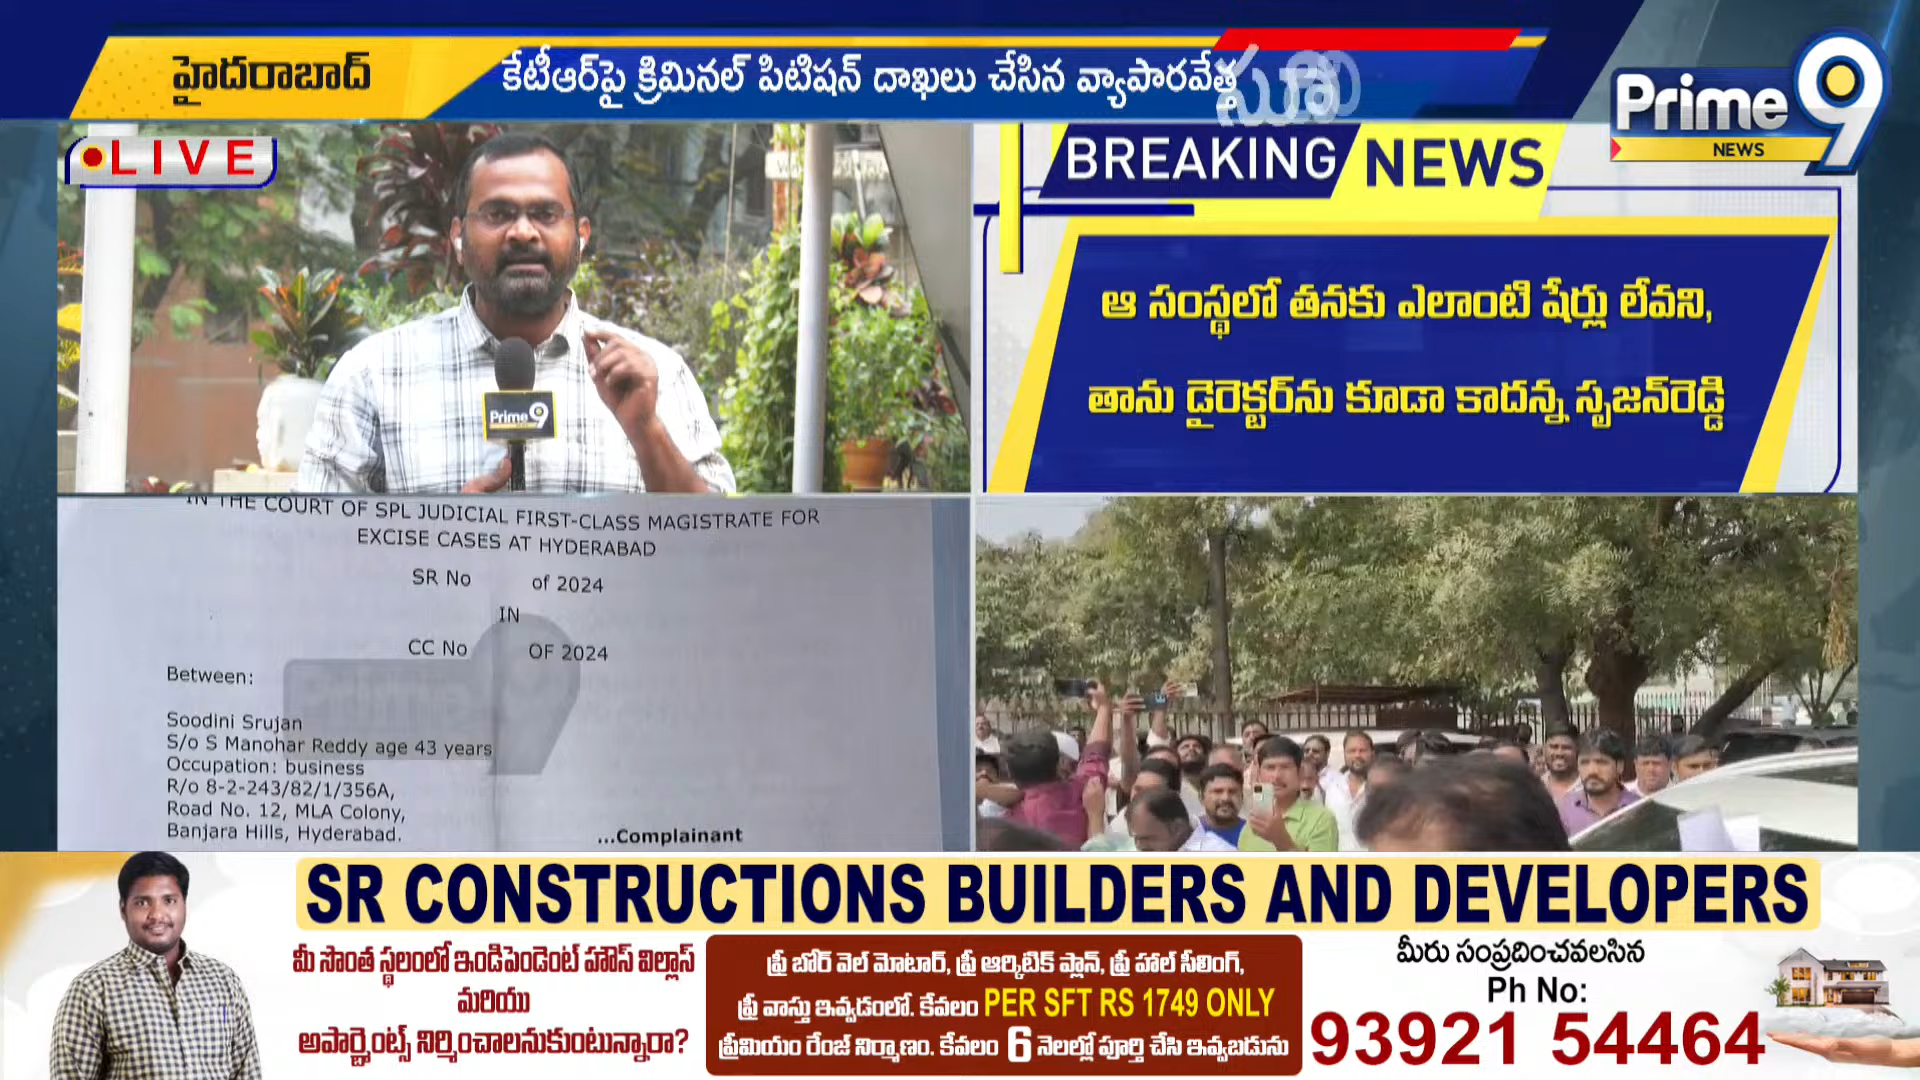 హైదరాబాద్
కేటీఆర్‌పై క్రిమినల్ పిటిషన్ దాఖలు చేసిన వ్యాపారవేత్త
Prime9
NEWS
LIVE
BREAKING NEWS
ఆ సంస్థలో తనకు ఎలాంటి షేర్లు లేవని,
తాను డైరెక్టర్‌ను కూడా కాదన్న సృజన్‌రెడ్డి
Prime9
IN THE COURT OF SPL JUDICIAL FIRST-CLASS MAGISTRATE FOR
EXCISE CASES AT HYDERABAD
SR No of 2024
IN
CC No OF 2024
Between:
Soodini Srujan
S/o S Manohar Reddy age 43 years
Occupation: business
R/o 8-2-243/82/1/356A,
Road No. 12, MLA Colony,
Banjara Hills, Hyderabad.
...Complainant
SR CONSTRUCTIONS BUILDERS AND DEVELOPERS
మీ సొంత స్థలంలో ఇండిపెండెంట్ హౌస్ విల్లాస్
మరియు
అపార్ట్మెంట్స్ నిర్మించాలనుకుంటున్నారా?
ఫ్రీ బోర్ వెల్ మోటార్, ఫ్రీ ఆర్కిటిక్ ప్లాన్, ఫ్రీ హాల్ సీలింగ్,
ఫ్రీ వాస్తు ఇవ్వడంలో. కేవలం PER SFT RS 1749 ONLY
ప్రీమియం రేంజ్ నిర్మాణం. కేవలం 6 నెలల్లో పూర్తి చేసి ఇవ్వబడును
మీరు సంప్రదించవలసిన
Ph No:
93921 54464